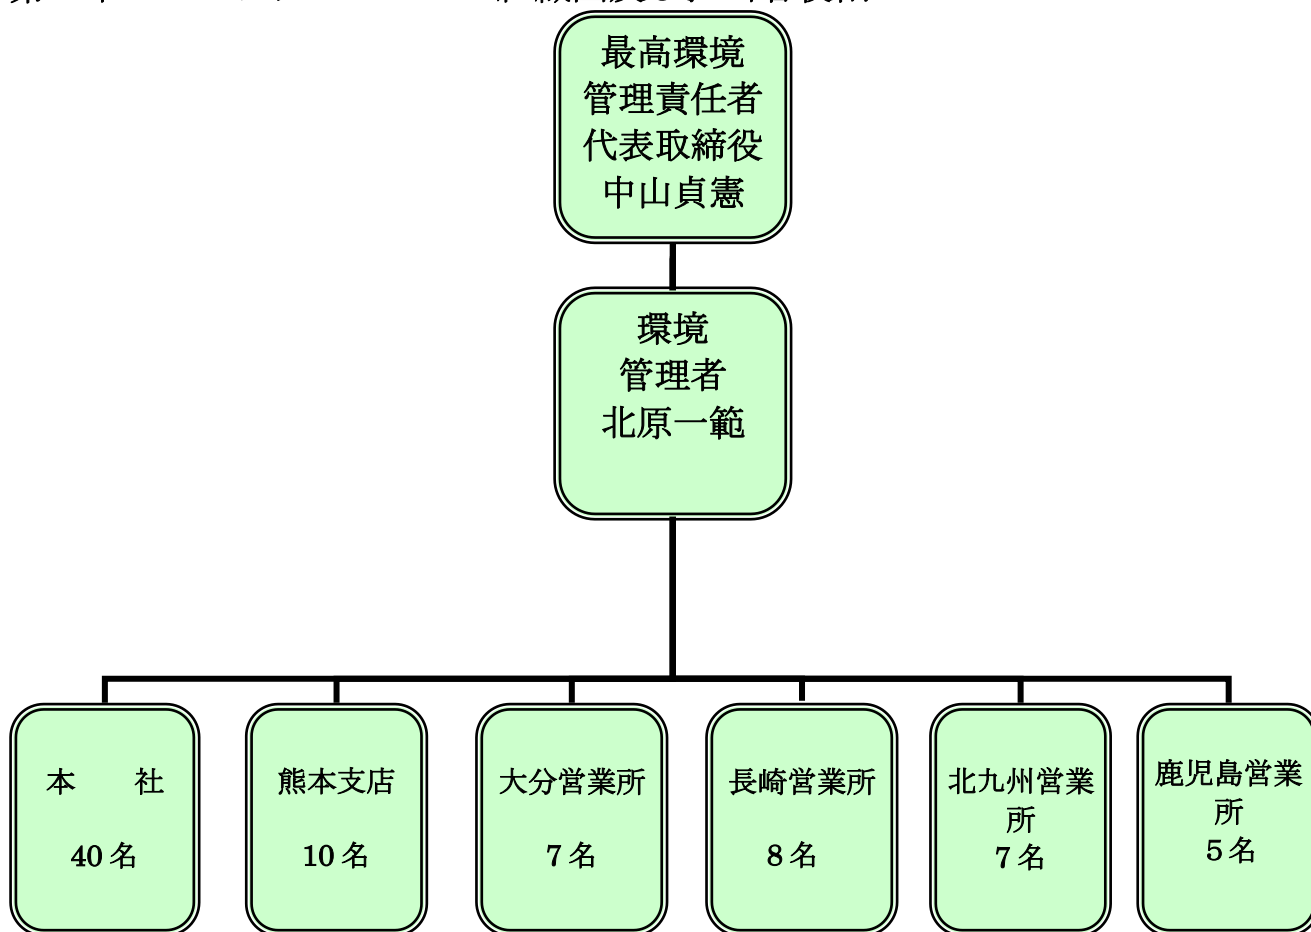 最高環境
管理責任者
代表取締役
中山貞憲
環境
管理者
北原一範
本　　社
40名
熊本支店
10名
大分営業所
7名
長崎営業所
8名
北九州営業
所
7名
鹿児島営業
所
5名